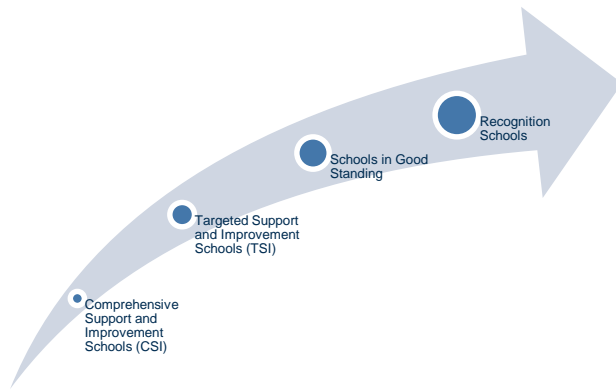 Recognition
Schools
Schools in Good
Standing
Targeted Support
and Improvement
Schools (TSI)
Comprehensive
Support and
Improvement
Schools (CSI)